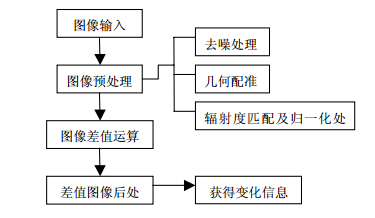 图像输入
去噪处理
图像预处理
几何配准
辐射度匹配及归一化处
图像差值运算
差值图像后处
获得变化信息